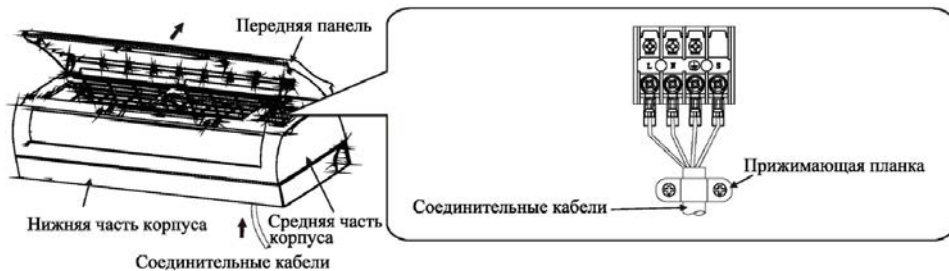 Передняя панель
L N S
Прижимающая планка
Соединительные кабели
Нижняя часть корпуса
Средняя часть
корпуса
Соединительные кабели